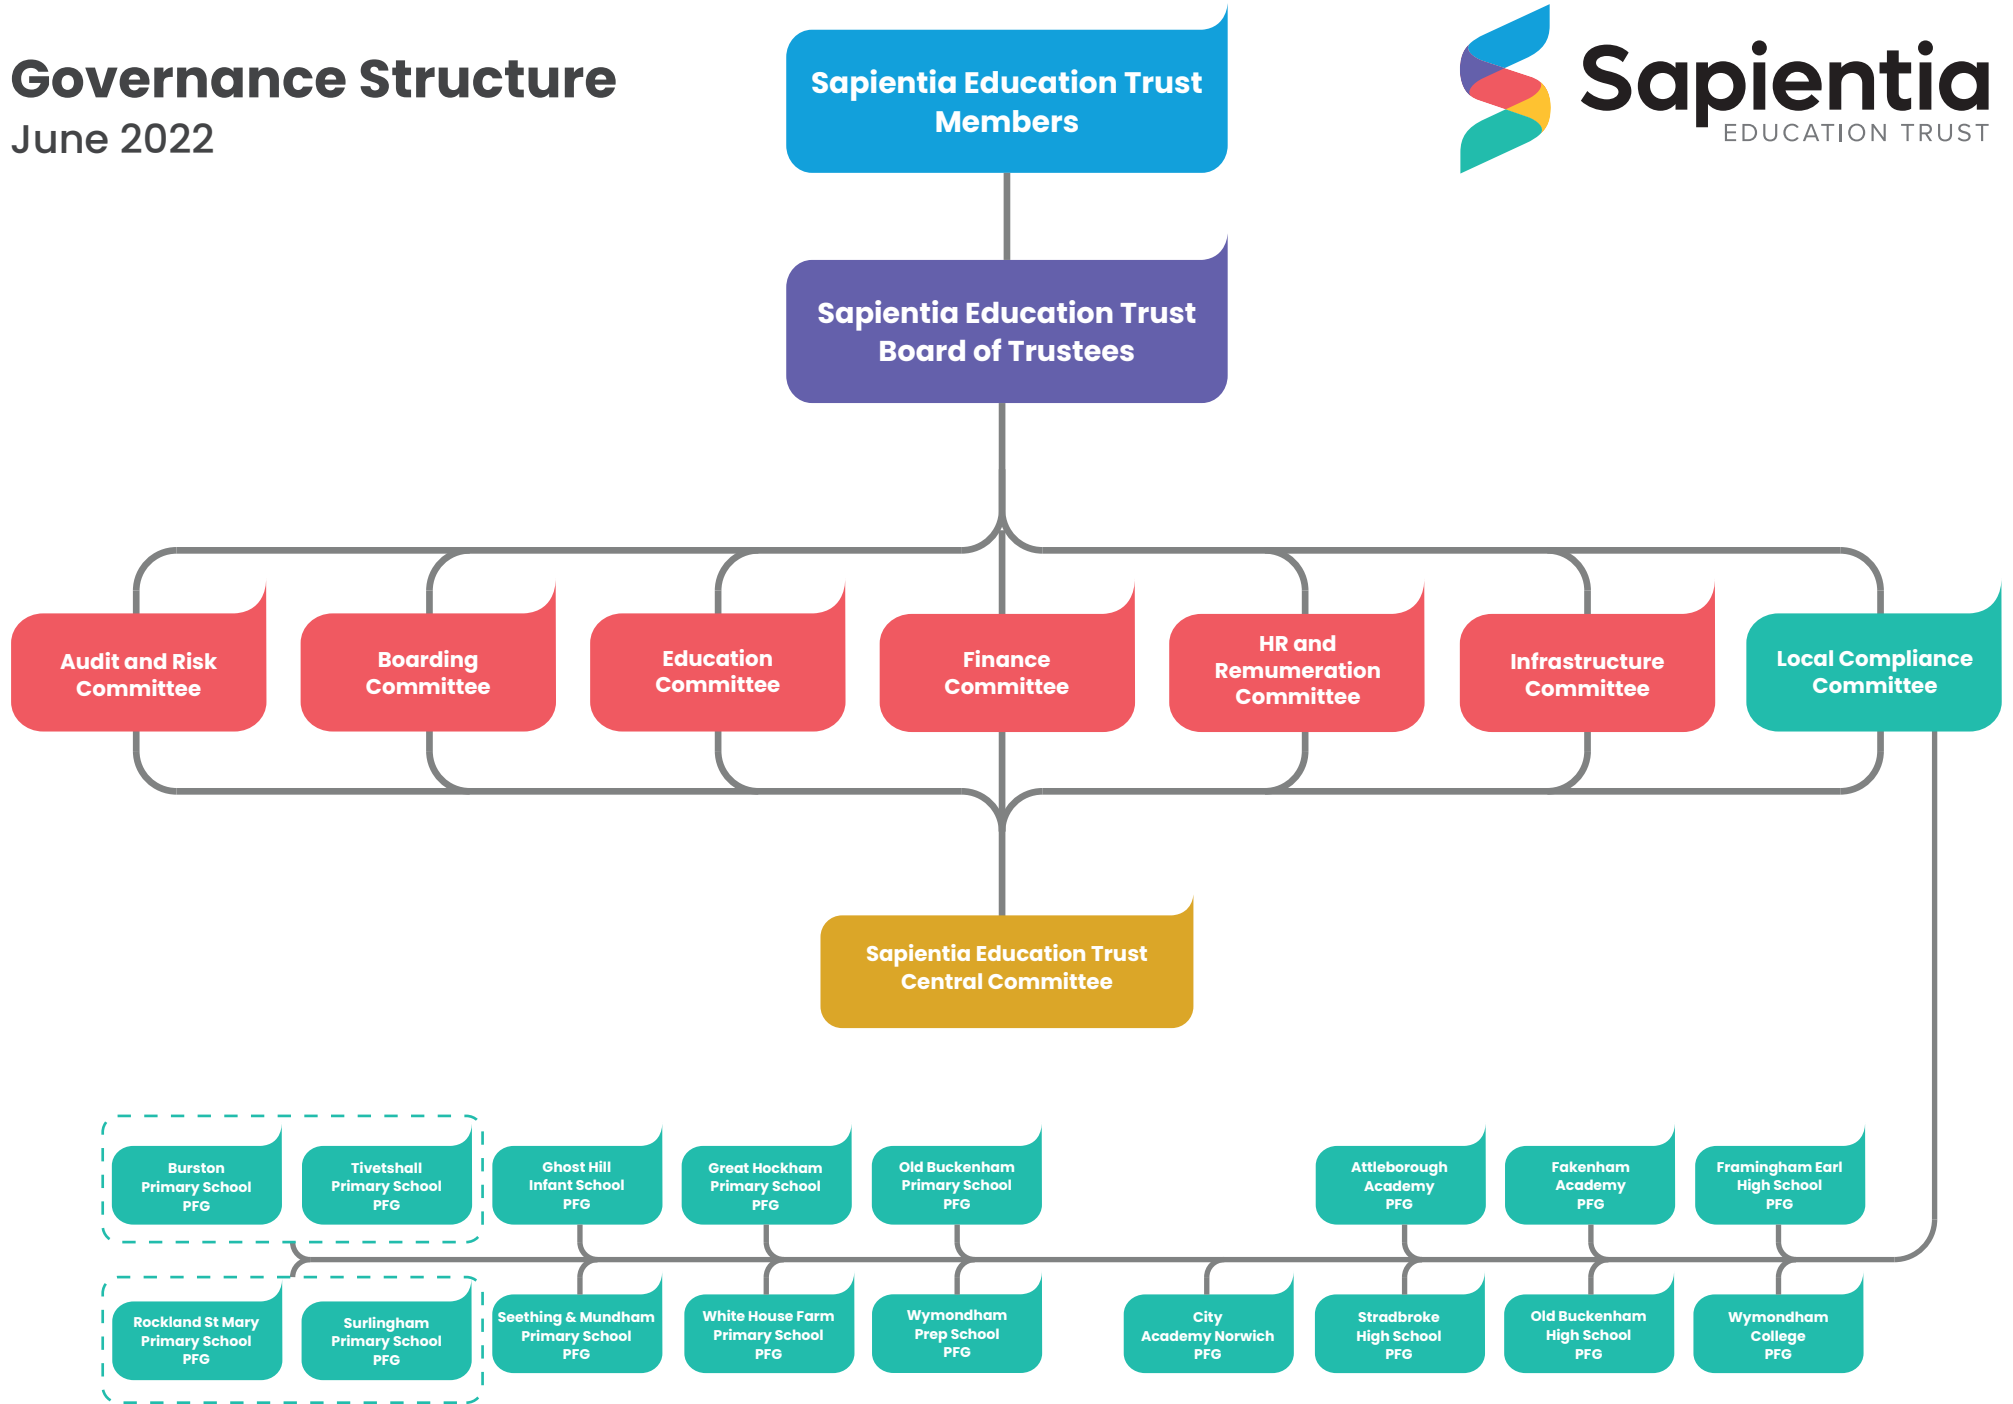 Governance Structure
June 2022
Sapientia Education Trust
Members
Sapientia
EDUCATION TRUST
Sapientia Education Trust
Board of Trustees
Audit and Risk
Committee
Boarding
Committee
Education
Committee
Finance
Committee
HR and
Remuneration
Committee
Infrastructure
Committee
Local Compliance
Committee
Sapientia Education Trust
Central Committee
Burston
Primary School
PFG
Tivetshall
Primary School
PFG
Ghost Hill
Infant School
PFG
Great Hockham
Primary School
PFG
Old Buckenham
Primary School
PFG
Attleborough
Academy
PFG
Fakenham
Academy
PFG
Framingham Earl
High School
PFG
Rockland St Mary
Primary School
PFG
Surlingham
Primary School
PFG
Seething & Mundham
Primary School
PFG
White House Farm
Primary School
PFG
Wymondham
Prep School
PFG
City
Academy Norwich
PFG
Stradbroke
High School
PFG
Old Buckenham
High School
PFG
Wymondham
College
PFG